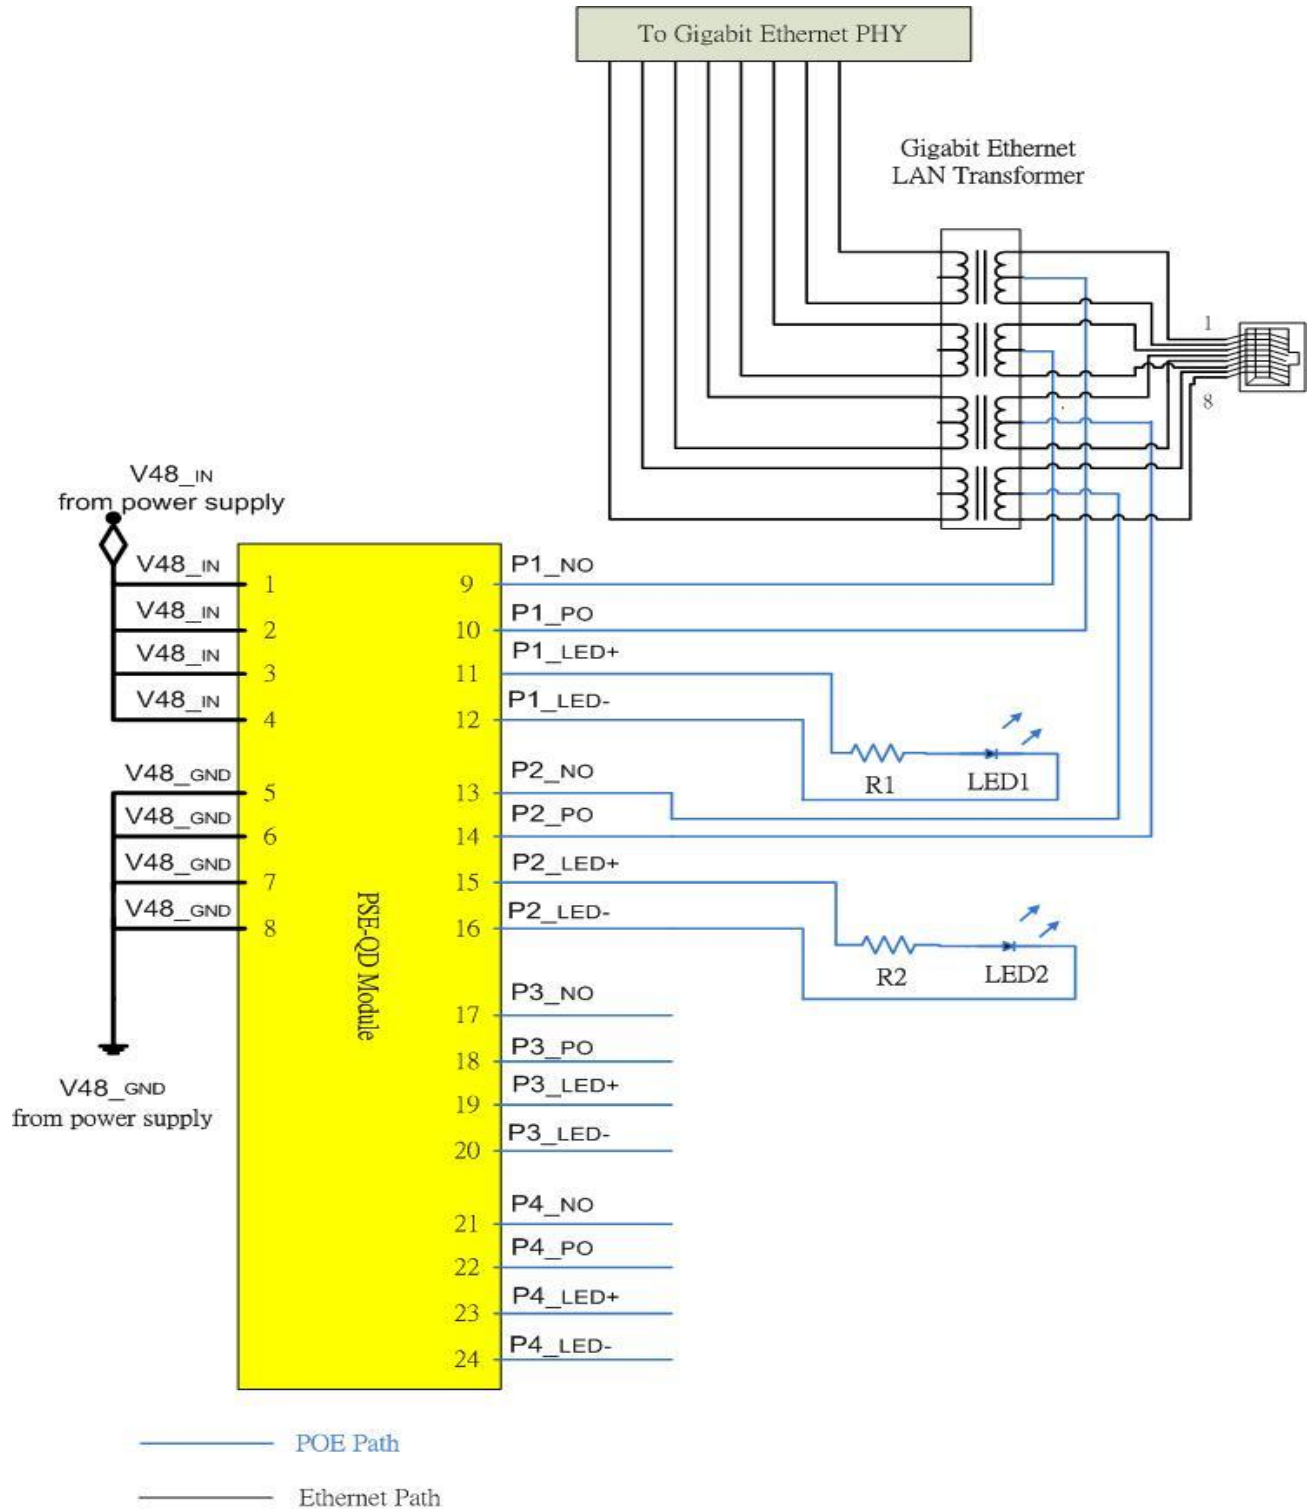 To Gigabit Ethernet PHY
Gigabit Ethernet
LAN Transformer
1
8
V48_IN
from power supply
V48_IN
1
V48_IN
2
V48_IN
3
V48_IN
4
V48_GND
5
V48_GND
6
V48_GND
7
V48_GND
8
V48_GND
from power supply
PSE-QD Module
9
P1_NO
10
P1_PO
11
P1_LED+
12
P1_LED-
R1
LED1
13
P2_NO
14
P2_PO
15
P2_LED+
16
P2_LED-
R2
LED2
17
P3_NO
18
P3_PO
19
P3_LED+
20
P3_LED-
21
P4_NO
22
P4_PO
23
P4_LED+
24
P4_LED-
POE Path
Ethernet Path